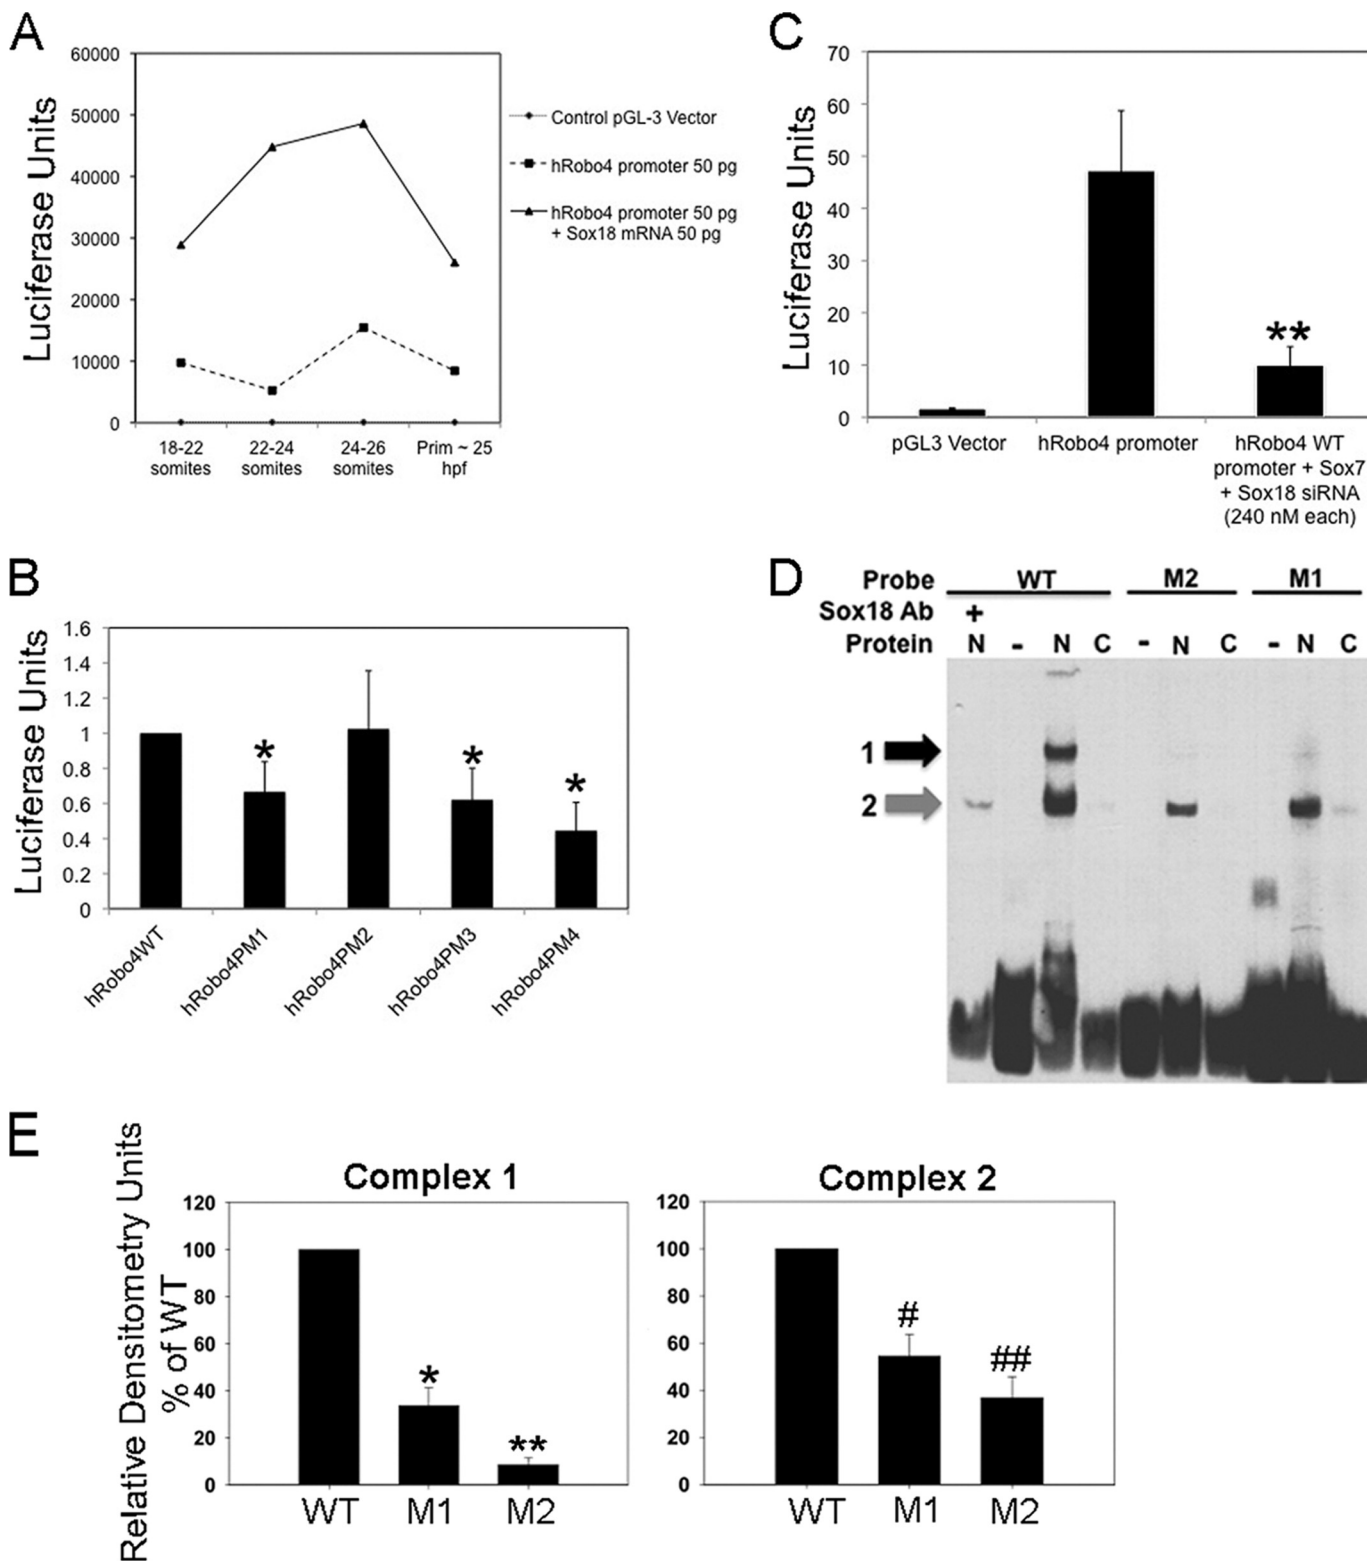 A
Luciferase Units
60000
50000
40000
30000
20000
10000
0
18-22
somites
22-24
somites
24-26
somites
Prim ~ 25
hpf
Control pGL-3 Vector
hRobo4 promoter 50 pg
hRobo4 promoter 50 pg
+ Sox18 mRNA 50 pg
C
Luciferase Units
70
60
50
40
30
20
10
0
**
pGL3 Vector
hRobo4 promoter
hRobo4 WT
promoter + Sox7
+ Sox18 siRNA
(240 nM each)
B
Luciferase Units
1.6
1.4
1.2
1
0.8
0.6
0.4
0.2
0
*
*
*
hRobo4WT
hRobo4PM1
hRobo4PM2
hRobo4PM3
hRobo4PM4
D
Probe WT M2 M1
Sox18 Ab +
Protein N - N C - N C - N C
1
2
E
Relative Densitometry Units
% of WT
Complex 1
120
100
80
60
40
20
0
*
**
WT M1 M2
Complex 2
120
100
80
60
40
20
0
#
##
WT M1 M2